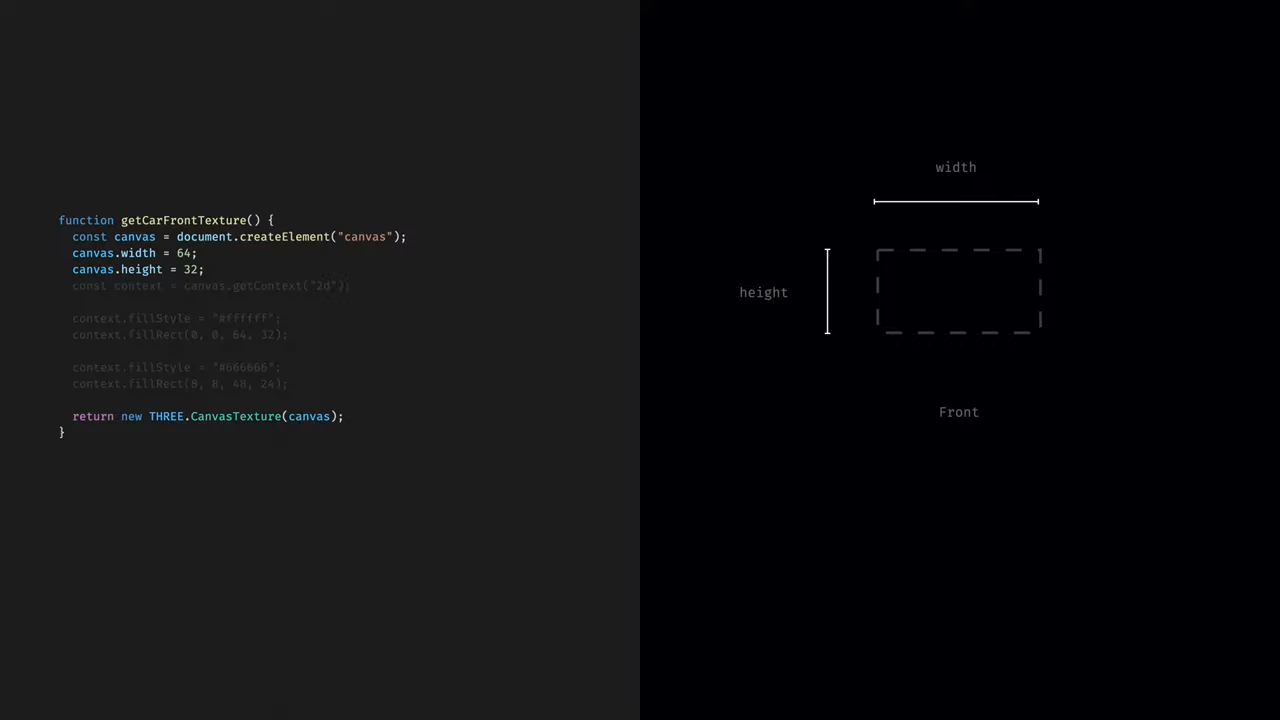 function getCarFrontTexture() {
  const canvas = document.createElement("canvas");
  canvas.width = 64;
  canvas.height = 32;
  const context = canvas.getContext("2d");
  context.fillStyle = "#ffffff";
  context.fillRect(0, 0, 64, 32);
  context.fillStyle = "#666666";
  context.fillRect(8, 8, 48, 24);
  return new THREE.CanvasTexture(canvas);
}
width
height
Front